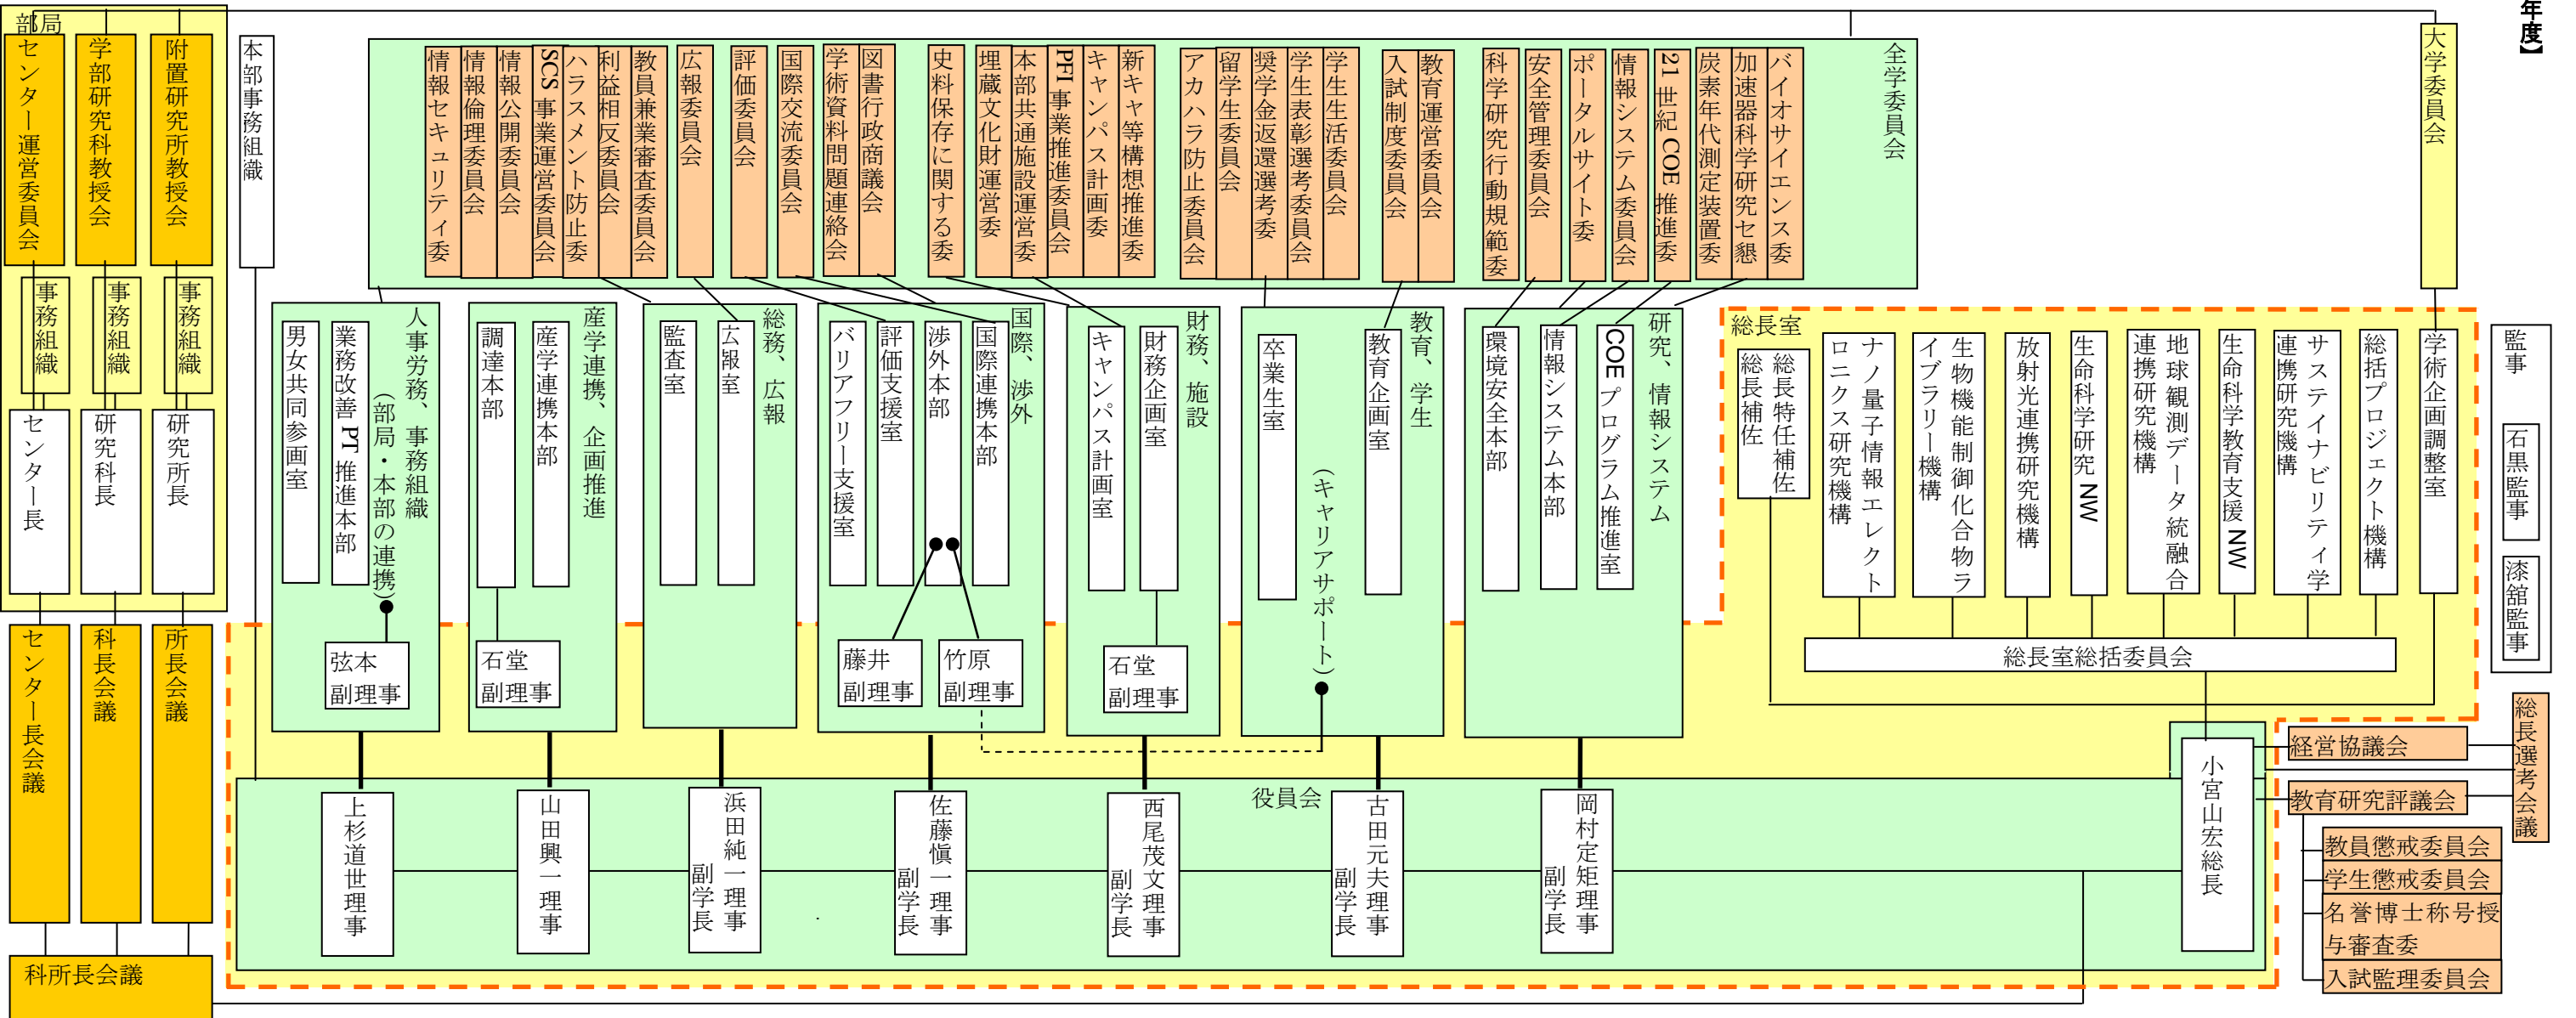 年度】
大学委員会
全学委員会
バイオサイエンス委
加速器科学研究セ懇
炭素年代測定装置委
21 世紀 COE 推進委
情報システム委員会
ポータルサイト委
安全管理委員会
科学研究行動規範委
教育運営委員会
入試制度委員会
学生生活委員会
学生表彰選考委員会
奨学金返還選考委
留学生委員会
アカハラ防止委員会
新キャ等構想推進委
キャンパス計画委
PFI 事業推進委員会
本部共通施設運営委
埋蔵文化財運営委
史料保存に関する委
図書行政商議会
学術資料問題連絡会
国際交流委員会
評価委員会
広報委員会
教員兼業審査委員会
利益相反委員会
ハラスメント防止委
SCS 事業運営委員会
情報公開委員会
情報倫理委員会
情報セキュリティ委
本部事務組織
部局
附置研究所教授会
学部研究科教授会
センター運営委員会
事務組織
事務組織
事務組織
研究所長
研究科長
センター長
所長会議
科長会議
センター長会議
科所長会議
監事
石黒監事
漆舘監事
総長室
学術企画調整室
総括プロジェクト機構
サステイナビリティ学
連携研究機構
生命科学教育支援 NW
地球観測データ統融合
連携研究機構
生命科学研究 NW
放射光連携研究機構
生物機能制御化合物ラ
イブラリー機構
ナノ量子情報エレクト
ロニクス研究機構
総長特任補佐
総長補佐
総長室総括委員会
研究、情報システム
COE プログラム推進室
情報システム本部
環境安全本部
教育、学生
教育企画室
（キャリアサポート）
卒業生室
財務、施設
財務企画室
キャンパス計画室
石堂
副理事
国際、渉外
国際連携本部
渉外本部
評価支援室
バリアフリー支援室
竹原
副理事
藤井
副理事
総務、広報
広報室
監査室
産学連携、企画推進
産学連携本部
調達本部
石堂
副理事
人事労務、事務組織
（部局・本部の連携）
業務改善 PT 推進本部
男女共同参画室
弦本
副理事
役員会
小宮山宏総長
岡村定矩理事
副学長
古田元夫理事
副学長
西尾茂文理事
副学長
佐藤愼一理事
副学長
浜田純一理事
副学長
山田興一理事
上杉道世理事
総長選考会議
経営協議会
教育研究評議会
教員懲戒委員会
学生懲戒委員会
名誉博士称号授
与審査委
入試監理委員会